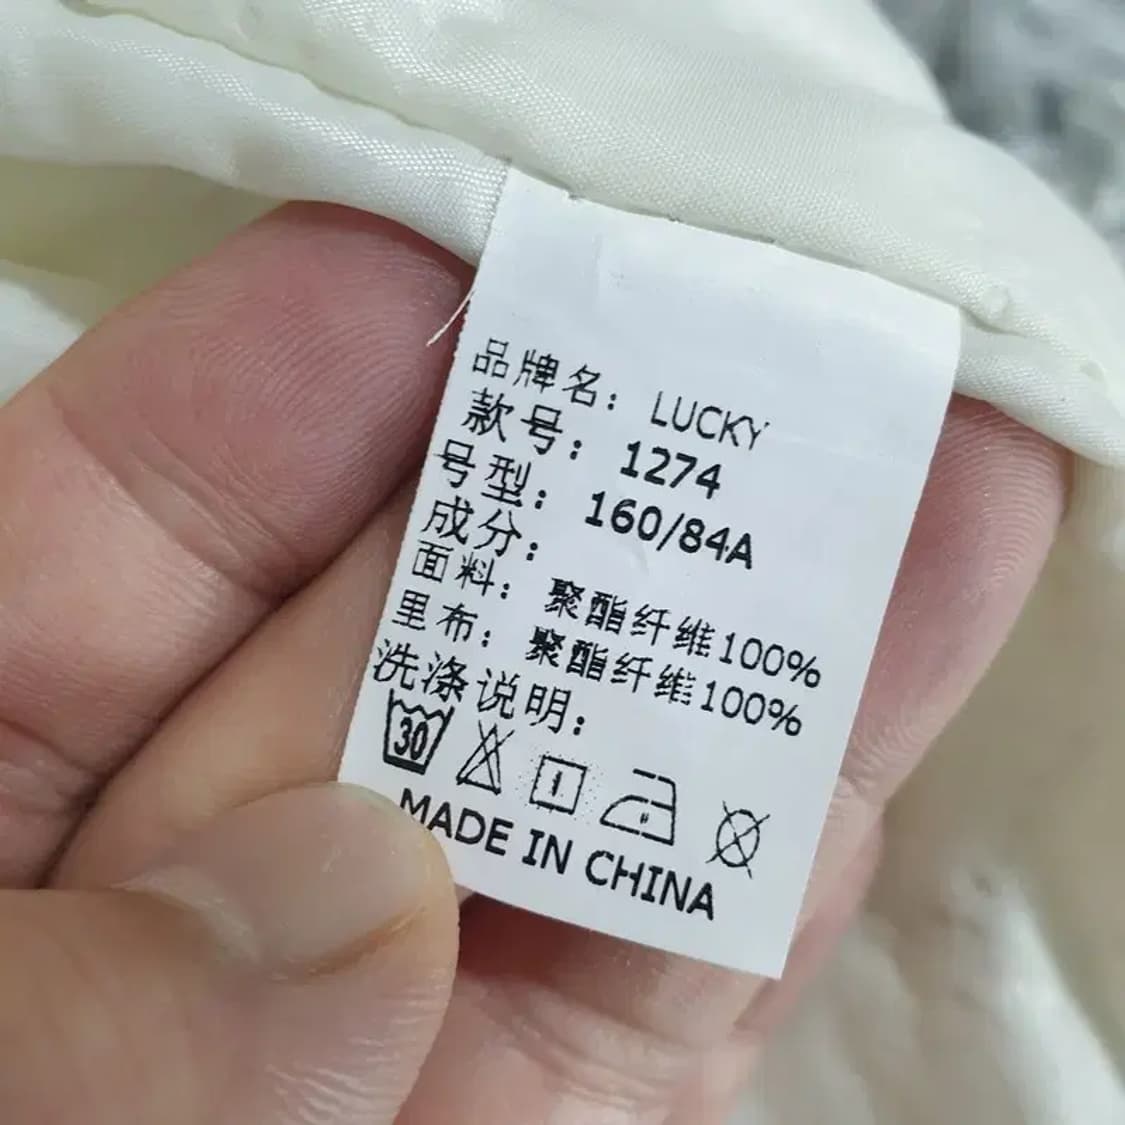 品牌名: LUCKY
款号: 1274
号型: 160/84A
成分:
面料: 聚酯纤维100%
里布: 聚酯纤维100%
洗涤说明:
30
MADE IN CHINA